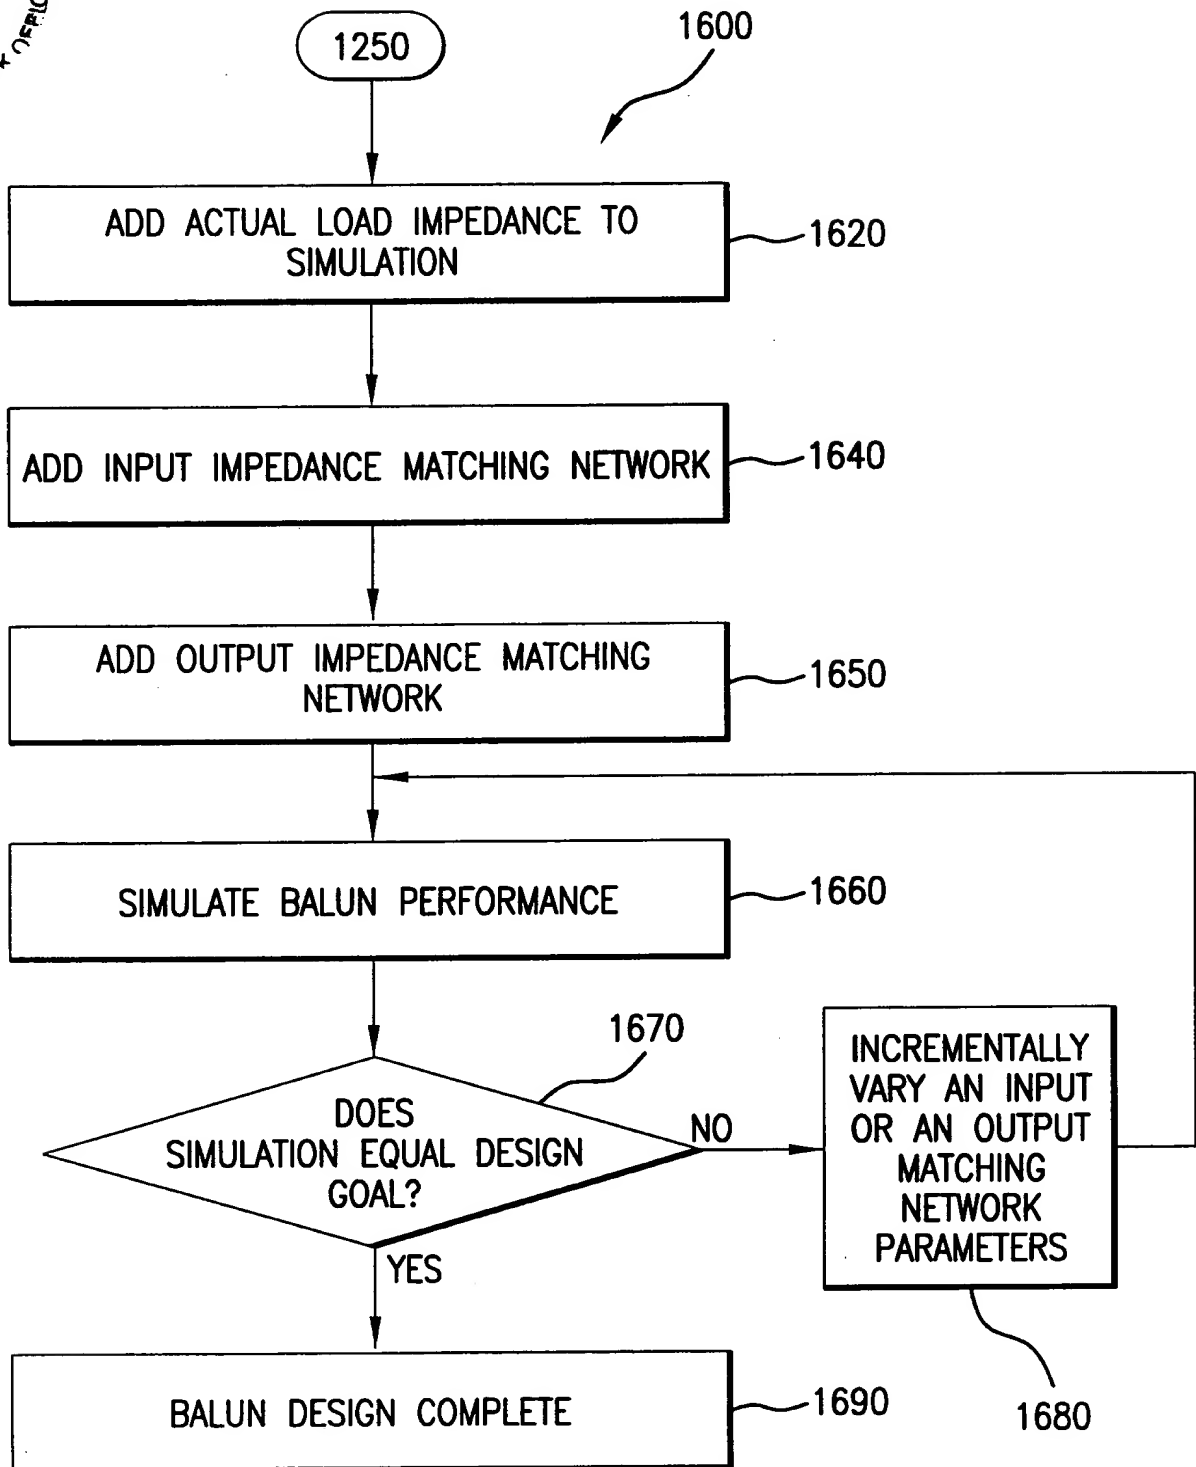 1250
1600
ADD ACTUAL LOAD IMPEDANCE TO
SIMULATION
1620
ADD INPUT IMPEDANCE MATCHING NETWORK
1640
ADD OUTPUT IMPEDANCE MATCHING
NETWORK
1650
SIMULATE BALUN PERFORMANCE
1660
1670
DOES
SIMULATION EQUAL DESIGN
GOAL?
NO
YES
INCREMENTALLY
VARY AN INPUT
OR AN OUTPUT
MATCHING
NETWORK
PARAMETERS
1680
BALUN DESIGN COMPLETE
1690